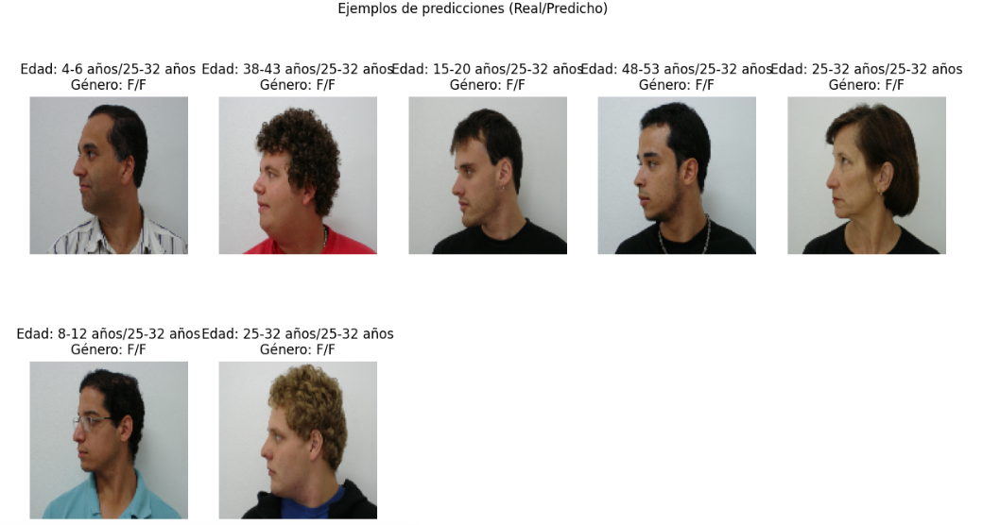 Ejemplos de predicciones (Real/Predicho)
Edad: 4-6 años/25-32 años
Género: F/F
Edad: 38-43 años/25-32 años
Género: F/F
Edad: 15-20 años/25-32 años
Género: F/F
Edad: 48-53 años/25-32 años
Género: F/F
Edad: 25-32 años/25-32 años
Género: F/F
Edad: 8-12 años/25-32 años
Género: F/F
Edad: 25-32 años/25-32 años
Género: F/F